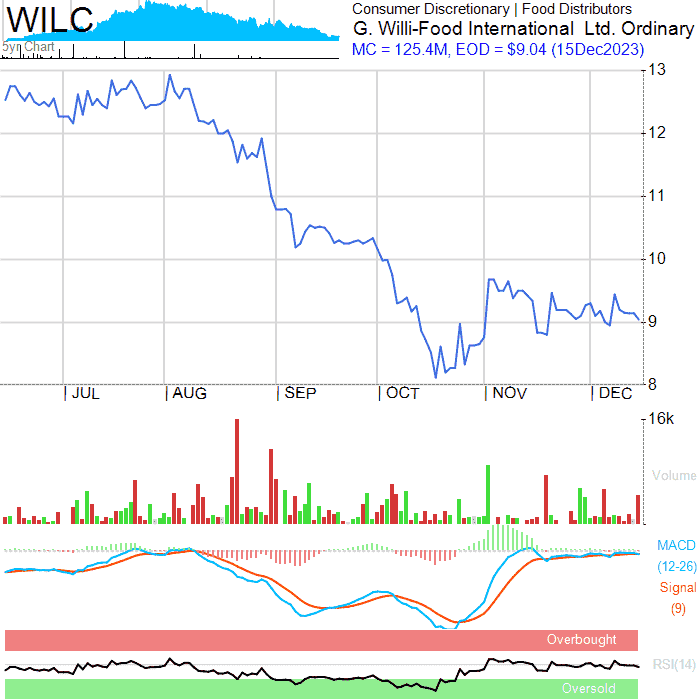 WILC
5yr Chart
Consumer Discretionary | Food Distributors
G. Willi-Food International Ltd. Ordinary
MC = 125.4M, EOD = $9.04 (15Dec2023)
13
12
11
10
9
8
JUL AUG SEP OCT NOV DEC
16k
Volume
MACD
(12-26)
Signal
(9)
Overbought
RSI(14)
Oversold